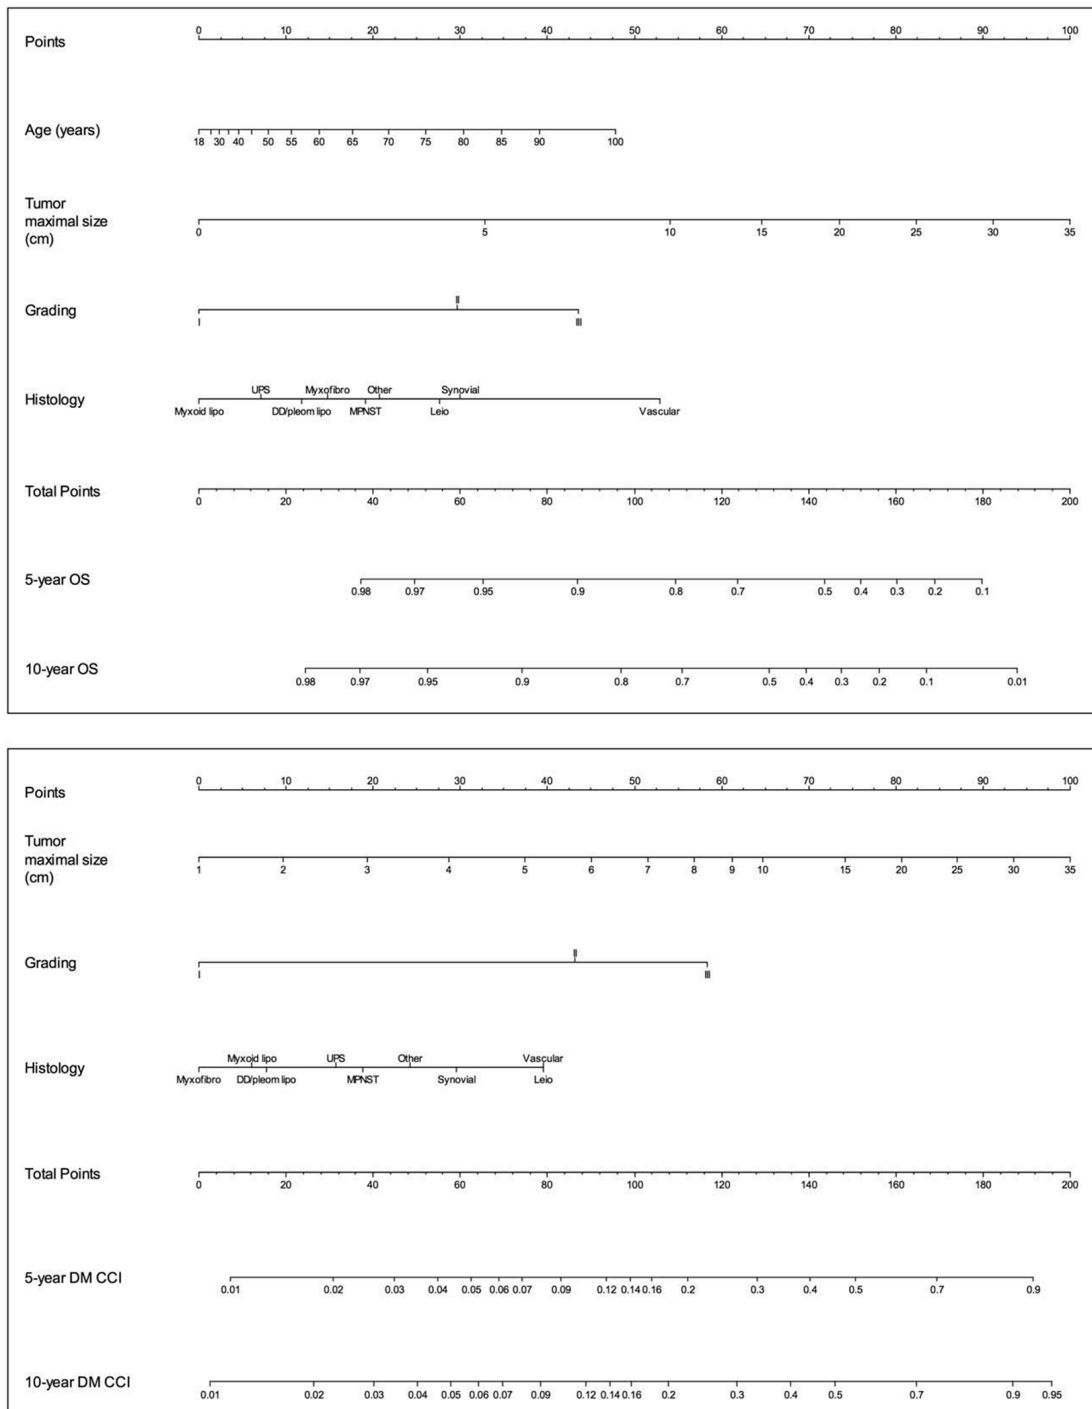 Points
0 10 20 30 40 50 60 70 80 90 100
Age (years)
18 30 40 50 55 60 65 70 75 80 85 90 100
Tumor
maximal size
(cm)
0 5 10 15 20 25 30 35
Grading
II
I III
Histology
UPS Myxofibro Other Synovial
Myxoid lipo DD/pleom lipo MPNST Leio Vascular
Total Points
0 20 40 60 80 100 120 140 160 180 200
5-year OS
0.98 0.97 0.95 0.9 0.8 0.7 0.5 0.4 0.3 0.2 0.1
10-year OS
0.98 0.97 0.95 0.9 0.8 0.7 0.5 0.4 0.3 0.2 0.1 0.01
Points
0 10 20 30 40 50 60 70 80 90 100
Tumor
maximal size
(cm)
1 2 3 4 5 6 7 8 9 10 15 20 25 30 35
Grading
II
I III
Histology
Myxoid lipo UPS Other Vascular
Myxofibro DD/pleom lipo MPNST Synovial Leio
Total Points
0 20 40 60 80 100 120 140 160 180 200
5-year DM CCI
0.01 0.02 0.03 0.04 0.05 0.06 0.07 0.09 0.12 0.14 0.16 0.2 0.3 0.4 0.5 0.7 0.9
10-year DM CCI
0.01 0.02 0.03 0.04 0.05 0.06 0.07 0.09 0.12 0.14 0.16 0.2 0.3 0.4 0.5 0.7 0.9 0.95